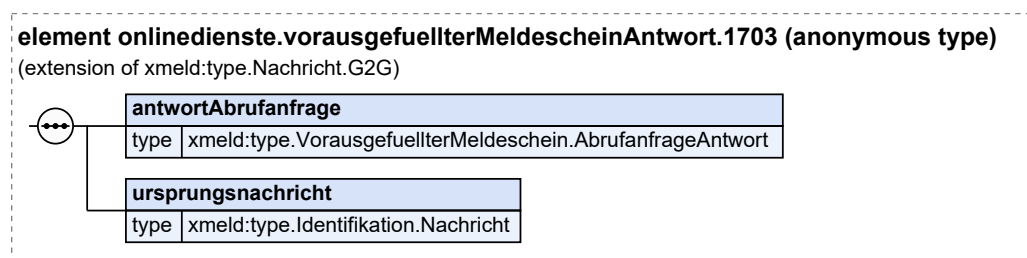 element onlinedienste.vorausgefuellterMeldescheinAntwort.1703 (anonymous type)
(extension of xmeld:type.Nachricht.G2G)
antwortAbrufanfrage
type xmeld:type.VorausgefuellterMeldeschein.AbrufanfrageAntwort
ursprungsnachricht
type xmeld:type.Identifikation.Nachricht